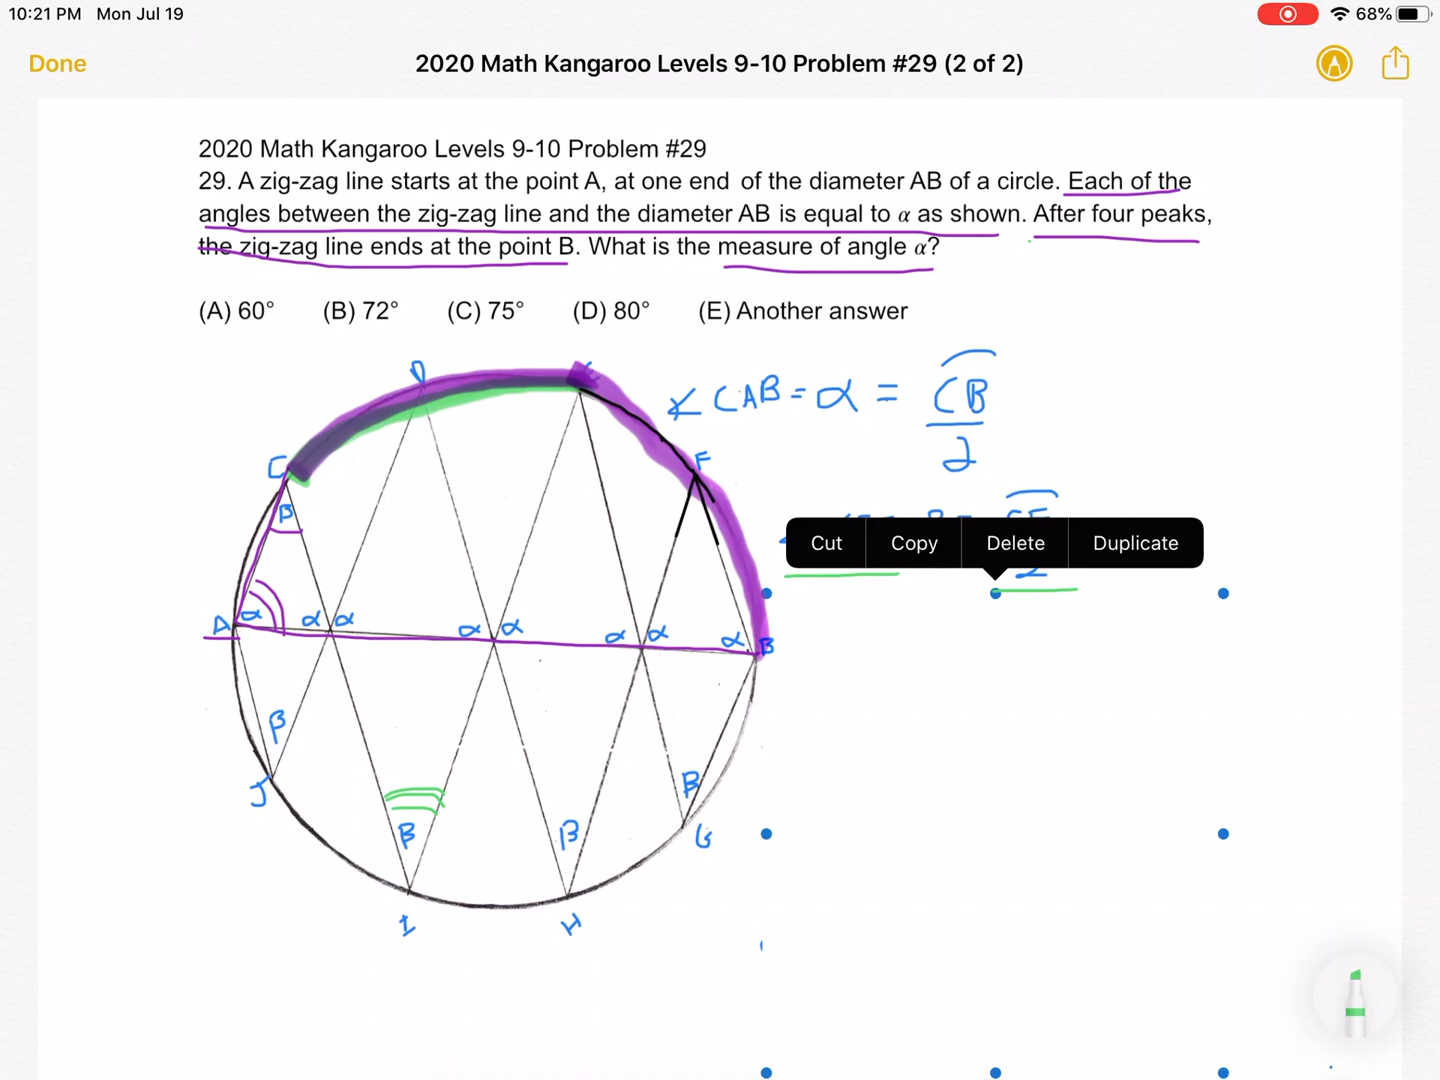 10:21 PM Mon Jul 19
68%
Done
2020 Math Kangaroo Levels 9-10 Problem #29 (2 of 2)
2020 Math Kangaroo Levels 9-10 Problem #29
29. A zig-zag line starts at the point A, at one end of the diameter AB of a circle. Each of the
angles between the zig-zag line and the diameter AB is equal to α as shown. After four peaks,
the zig-zag line ends at the point B. What is the measure of angle α?
(A) 60° (B) 72° (C) 75° (D) 80° (E) Another answer
D
∢CAB = α = CB
2
C
F
β
Cut Copy Delete Duplicate
A α α α α α α α α B
β
J
β β β
G
I H